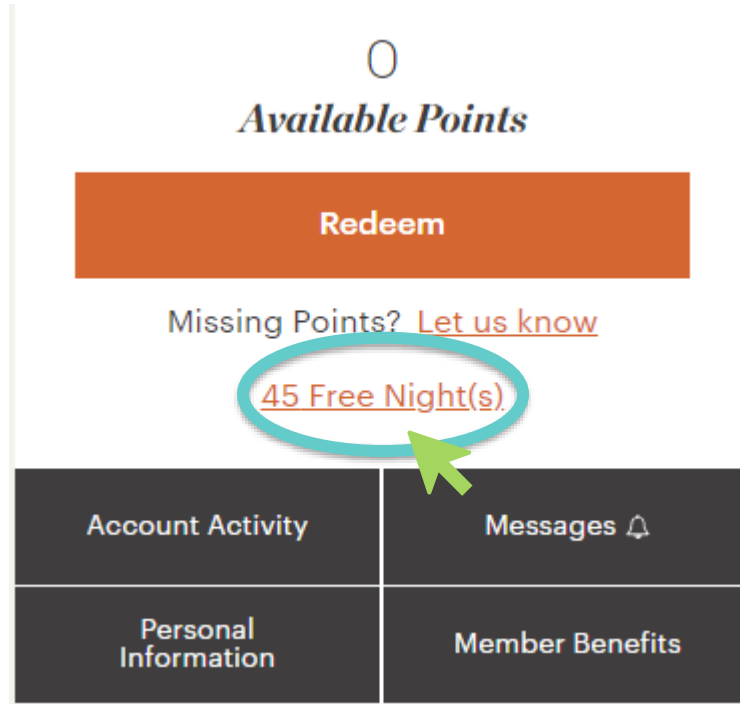 0
Available Points
Redeem
Missing Points? Let us know
45 Free Night(s)
Account Activity
Messages
Personal
Information
Member Benefits